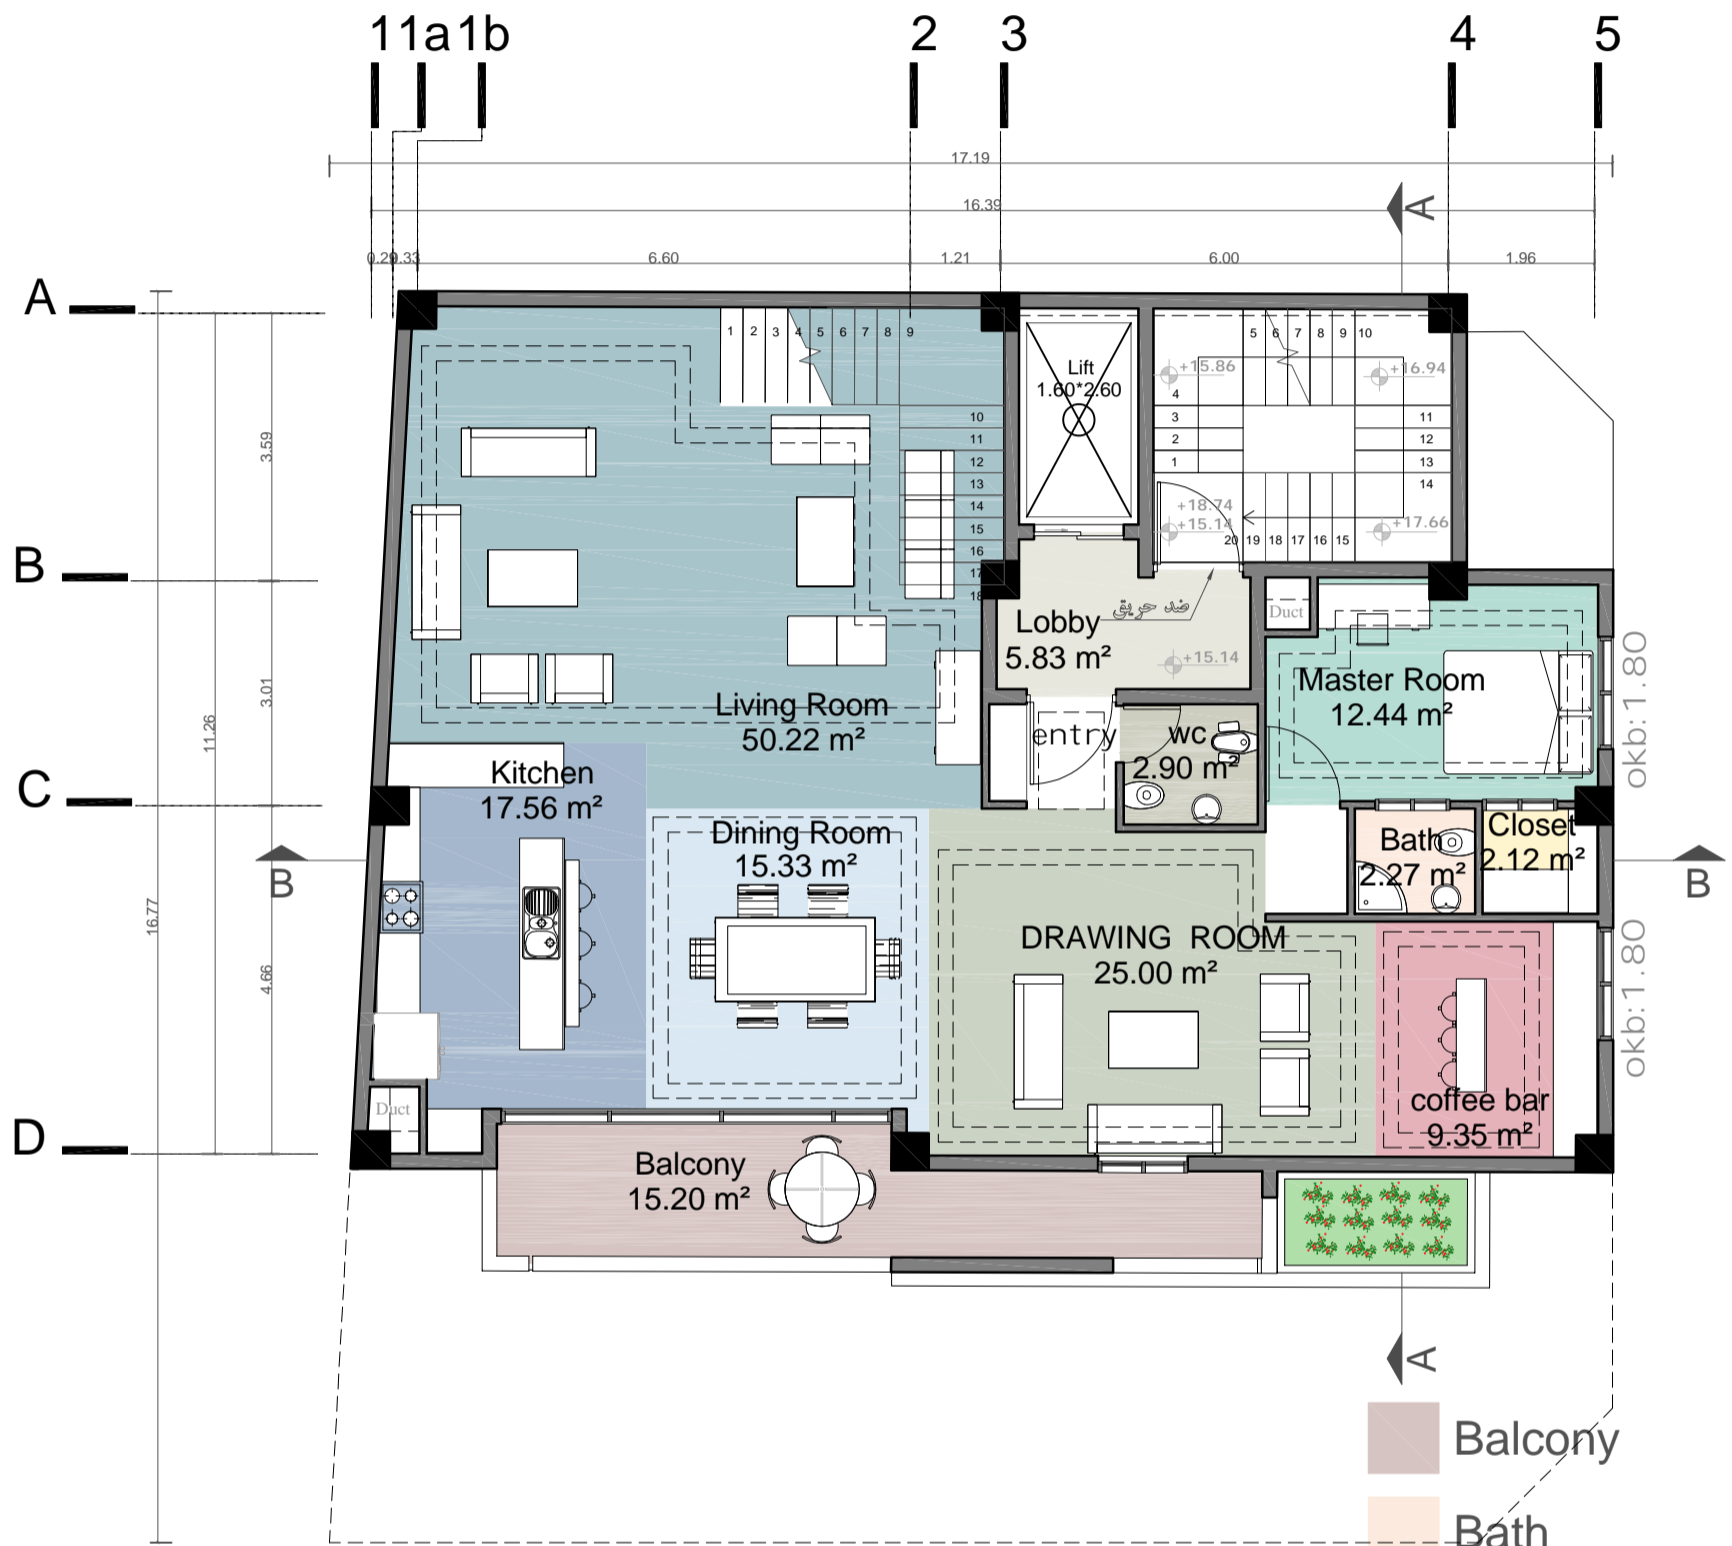 1 1a 1b 2 3 4 5
17.19
16.39
A
0.29 0.33 6.60 1.21 6.00 1.96
A
1 2 3 4 5 6 7 8 9
5 6 7 8 9 10
Lift
1.60*2.60
+15.86
+16.94
4
3
2
1
10
11
12
13
14
15
16
17
18
11
12
13
14
3.59
+18.74
+15.14
+17.66
20 19 18 17 16 15
B
ضد حریق
Duct
Lobby
5.83 m²
+15.14
okb:1.80
Master Room
12.44 m²
3.01
11.26
Living Room
50.22 m²
entry
wc
2.90 m²
C
Kitchen
17.56 m²
Dining Room
15.33 m²
Bath
2.27 m²
Closet
2.12 m²
B
B
16.77
4.66
DRAWING ROOM
25.00 m²
okb:1.80
coffee bar
9.35 m²
Duct
D
Balcony
15.20 m²
A
Balcony
Bath